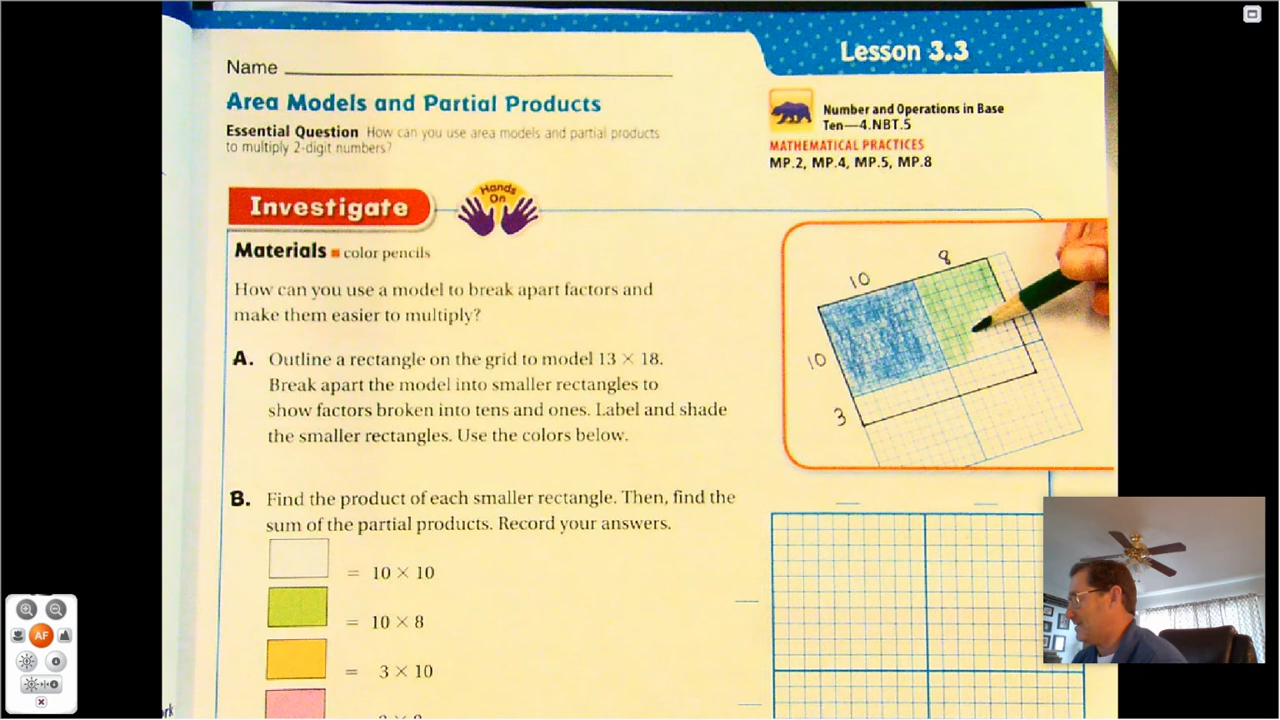 Lesson 3.3
Name
Area Models and Partial Products
Essential Question How can you use area models and partial products
to multiply 2-digit numbers?
Number and Operations in Base
Ten—4.NBT.5
MATHEMATICAL PRACTICES
MP.2, MP.4, MP.5, MP.8
Investigate
Hands
On
Materials ■ color pencils
How can you use a model to break apart factors and
make them easier to multiply?
10
8
10
3
A. Outline a rectangle on the grid to model 13 × 18.
Break apart the model into smaller rectangles to
show factors broken into tens and ones. Label and shade
the smaller rectangles. Use the colors below.
B. Find the product of each smaller rectangle. Then, find the
sum of the partial products. Record your answers.
= 10 × 10
= 10 × 8
= 3 × 10
AF